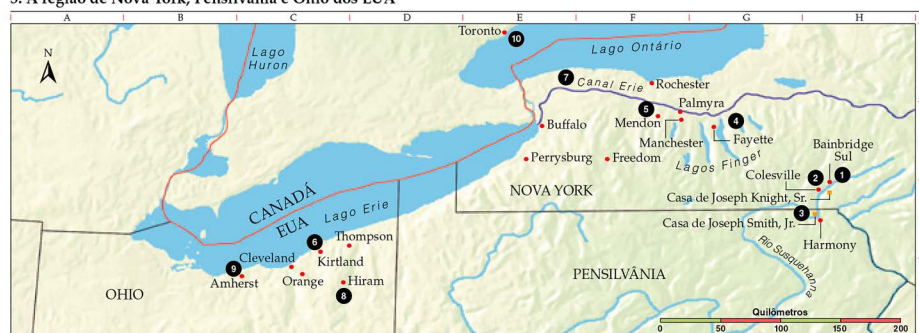 3. A região de Nova York, Pensilvânia e Ohio dos EUA
A B C D E F G H
N
Lago
Huron
Toronto
10
Lago Ontário
7
Canal Erie
Rochester
5
Mendon
Palmyra
4
Manchester
Fayette
Lagos Finger
Buffalo
Perrysburg
Freedom
Bainbridge
Sul
Colesville
2
1
Casa de Joseph Knight, Sr.
NOVA YORK
3
Casa de Joseph Smith, Jr.
Harmony
CANADÁ
EUA
Lago Erie
6
Thompson
Cleveland
Kirtland
9
Amherst
Orange
Hiram
8
OHIO
PENSILVÂNIA
Rio Susquehanna
Quilômetros
0 50 100 150 200